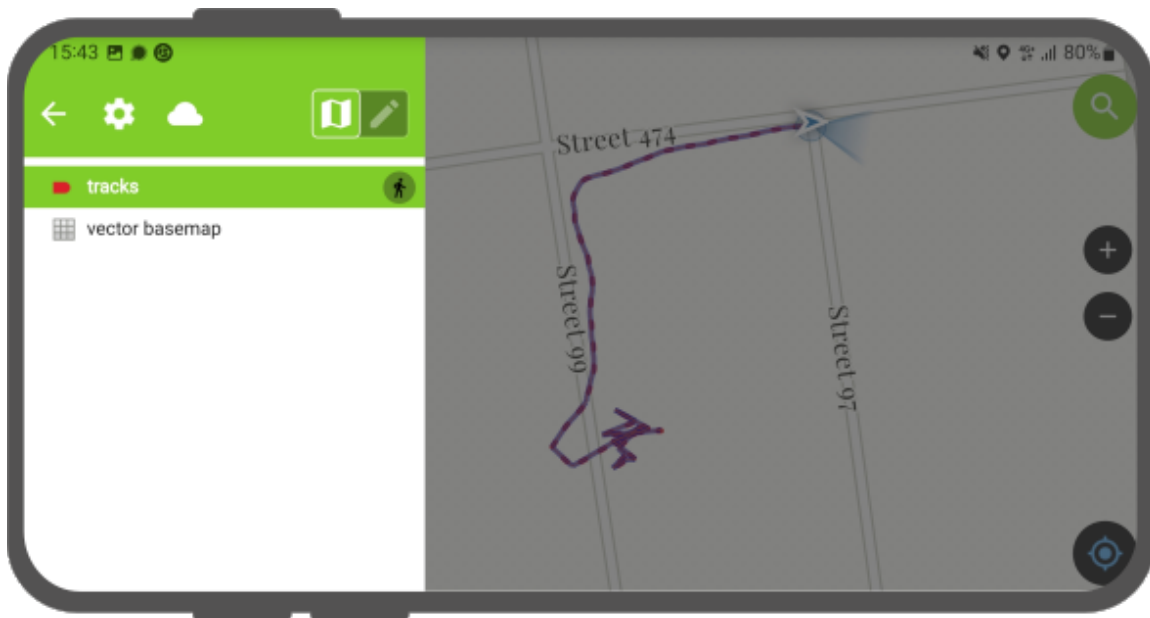 15:43
80%
tracks
vector basemap
Street 474
Street 99
Street 97